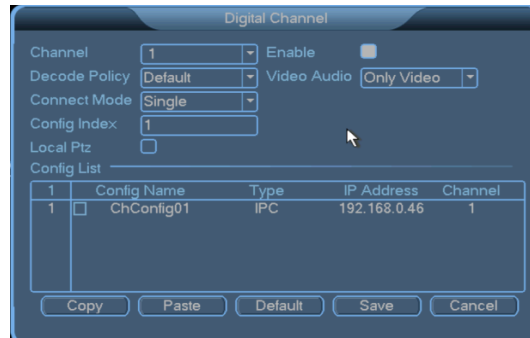 Digital Channel
Channel 1 Enable
Decode Policy Default Video Audio Only Video
Connect Mode Single
Config Index 1
Local Ptz
Config List
1 Config Name Type IP Address Channel
1 ChConfig01 IPC 192.168.0.46 1
Copy Paste Default Save Cancel